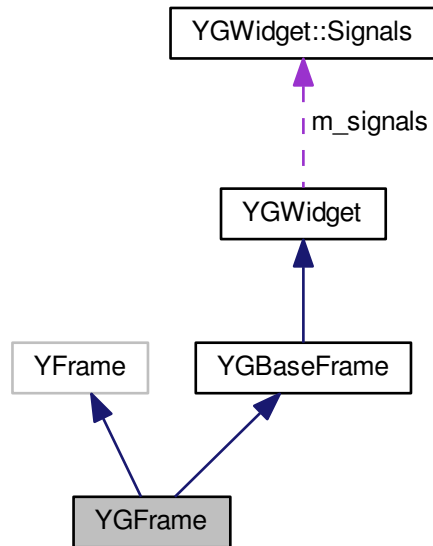 YGWidget::Signals
m_signals
YGWidget
YFrame
YGBaseFrame
YGFrame